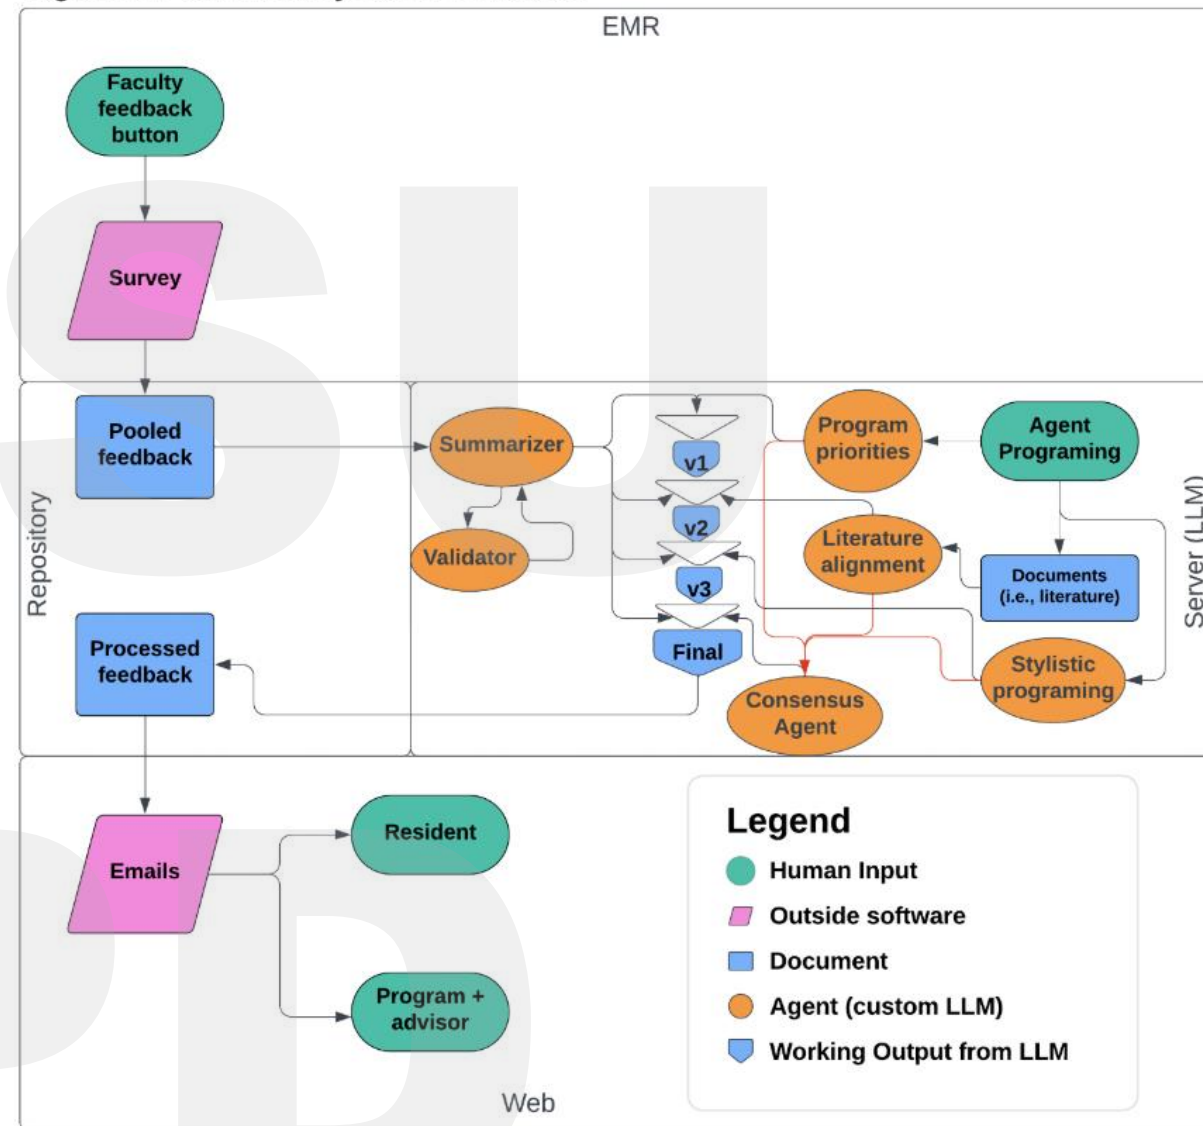 EMR
Faculty
feedback
button
Survey
Repository
Pooled
feedback
Processed
feedback
Summarizer
Validator
v1
v2
v3
Final
Program
priorities
Agent
Programing
Literature
alignment
Documents
(i.e., literature)
Stylistic
programing
Consensus
Agent
Server (LLM)
Emails
Resident
Program +
advisor
Web
Legend
Human Input
Outside software
Document
Agent (custom LLM)
Working Output from LLM